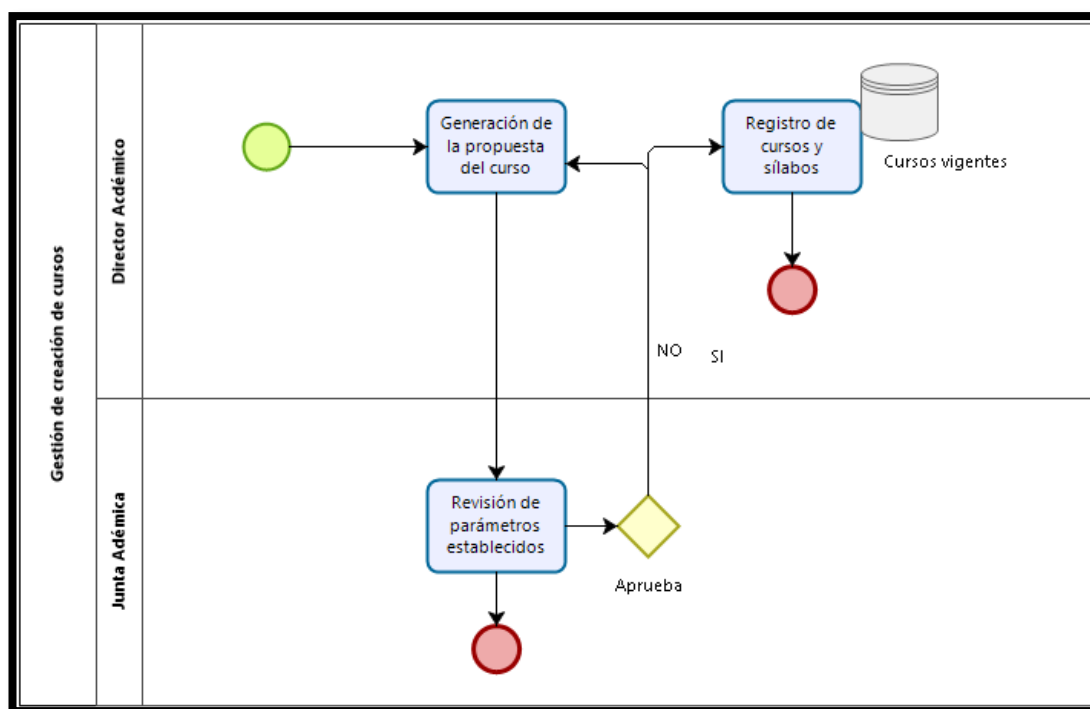 Gestión de creación de cursos
Director Acdémico
Generación de
la propuesta
del curso
Registro de
cursos y
sílabos
Cursos vigentes
NO
SI
Junta Adémica
Revisión de
parámetros
establecidos
Aprueba